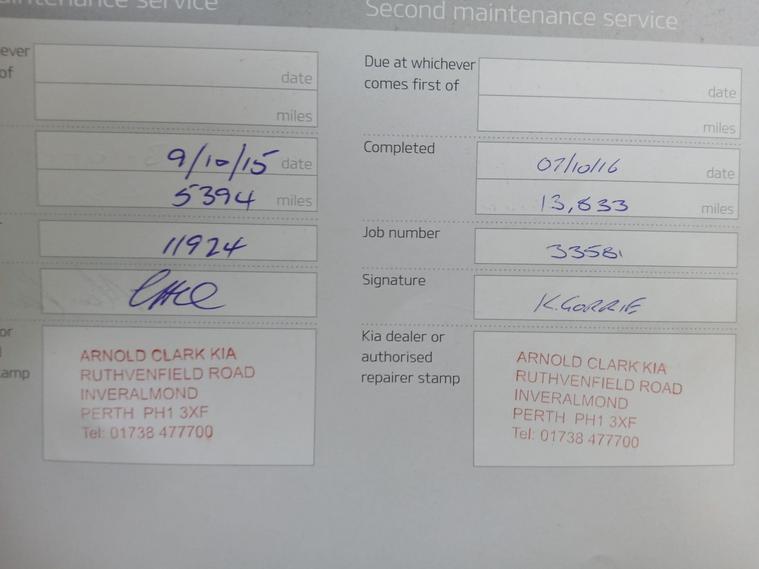 Second maintenance service
ever
of
date
miles
9/10/15 date
5394 miles
11924
or
amp
ARNOLD CLARK KIA
RUTHVENFIELD ROAD
INVERALMOND
PERTH PH1 3XF
Tel: 01738 477700
Due at whichever
comes first of
date
miles
Completed
07/10/16 date
13,833 miles
Job number
33581
Signature
K.GORRIE
Kia dealer or
authorised
repairer stamp
ARNOLD CLARK KIA
RUTHVENFIELD ROAD
INVERALMOND
PERTH PH1 3XF
Tel: 01738 477700